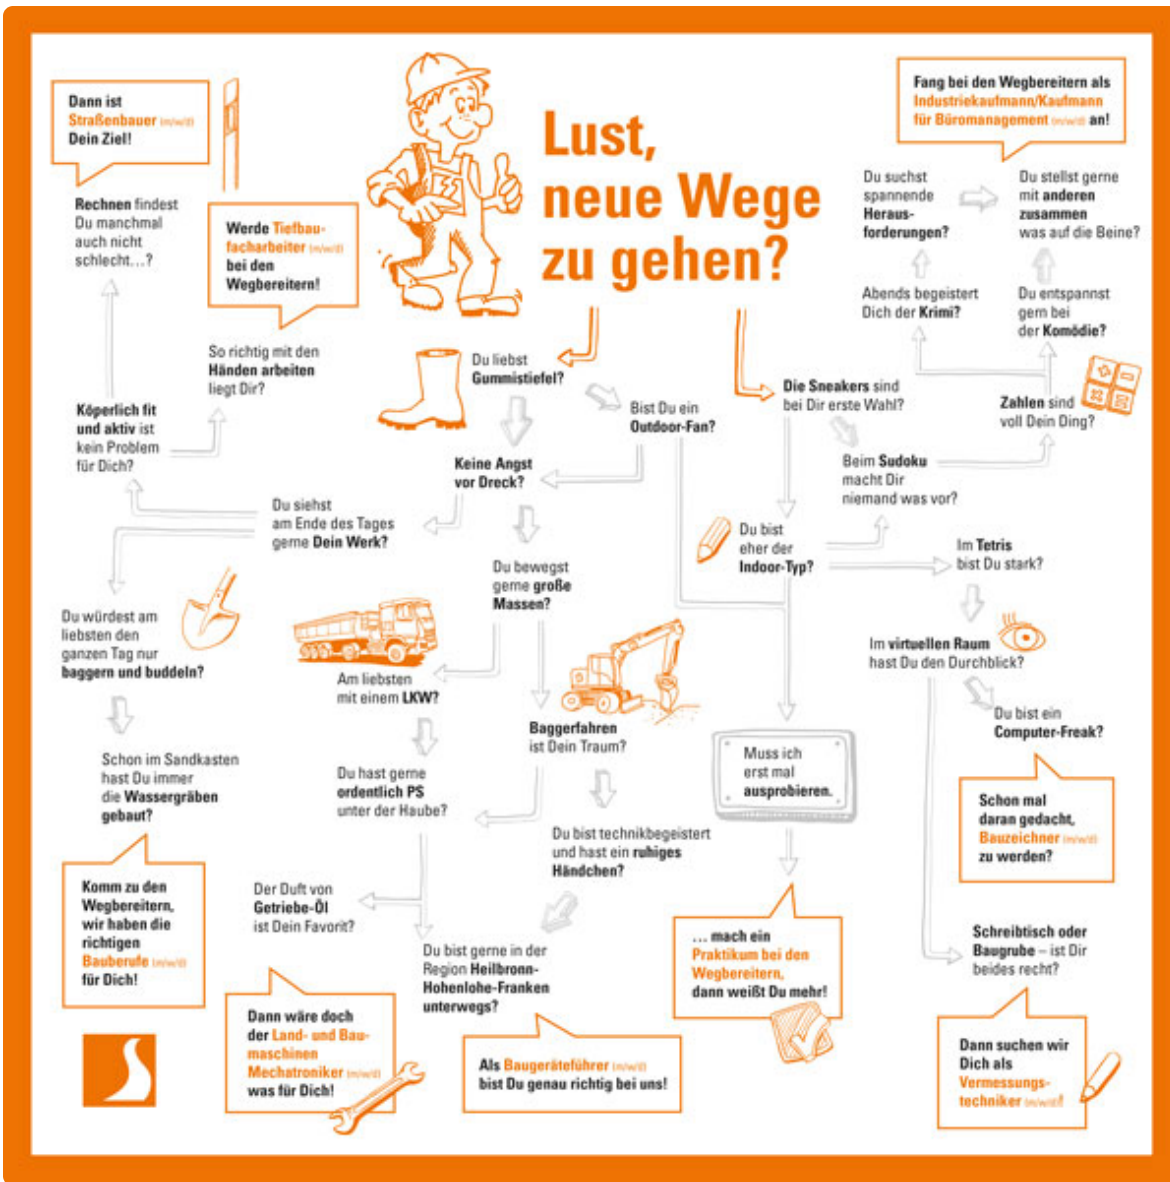 Lust,
neue Wege
zu gehen?
Dann ist
Straßenbauer (m/w/d)
Dein Ziel!
Rechnen findest
Du manchmal
auch nicht
schlecht...?
Werde Tiefbau-
facharbeiter (m/w/d)
bei den
Wegbereitern!
So richtig mit den
Händen arbeiten
liegt Dir?
Köperlich fit
und aktiv ist
kein Problem
für Dich?
Du liebst
Gummistiefel?
Bist Du ein
Outdoor-Fan?
Keine Angst
vor Dreck?
Du siehst
am Ende des Tages
gerne Dein Werk?
Du würdest am
liebsten den
ganzen Tag nur
baggern und buddeln?
Schon im Sandkasten
hast Du immer
die Wassergräben
gebaut?
Komm zu den
Wegbereitern,
wir haben die
richtigen
Bauberufe (m/w/d)
für Dich!
Du bewegst
gerne große
Massen?
Am liebsten
mit einem LKW?
Baggerfahren
ist Dein Traum?
Du hast gerne
ordentlich PS
unter der Haube?
Du bist technikbegeistert
und hast ein ruhiges
Händchen?
Der Duft von
Getriebe-Öl
ist Dein Favorit?
Du bist gerne in der
Region Heilbronn-
Hohenlohe-Franken
unterwegs?
Dann wäre doch
der Land- und Bau-
maschinen
Mechatroniker (m/w/d)
was für Dich!
Als Baugeräteführer (m/w/d)
bist Du genau richtig bei uns!
Fang bei den Wegbereitern als
Industriekaufmann/Kaufmann
für Büromanagement (m/w/d) an!
Du suchst
spannende
Heraus-
forderungen?
Du stellst gerne
mit anderen
zusammen
was auf die Beine?
Abends begeistert
Dich der Krimi?
Du entspannst
gern bei
der Komödie?
Die Sneakers sind
bei Dir erste Wahl?
Zahlen sind
voll Dein Ding?
Beim Sudoku
macht Dir
niemand was vor?
Du bist
eher der
Indoor-Typ?
Im Tetris
bist Du stark?
Im virtuellen Raum
hast Du den Durchblick?
Du bist ein
Computer-Freak?
Schon mal
daran gedacht,
Bauzeichner (m/w/d)
zu werden?
Muss ich
erst mal
ausprobieren.
... mach ein
Praktikum bei den
Wegbereitern,
dann weißt Du mehr!
Schreibtisch oder
Baugrube – ist Dir
beides recht?
Dann suchen wir
Dich als
Vermessungs-
techniker (m/w/d)!